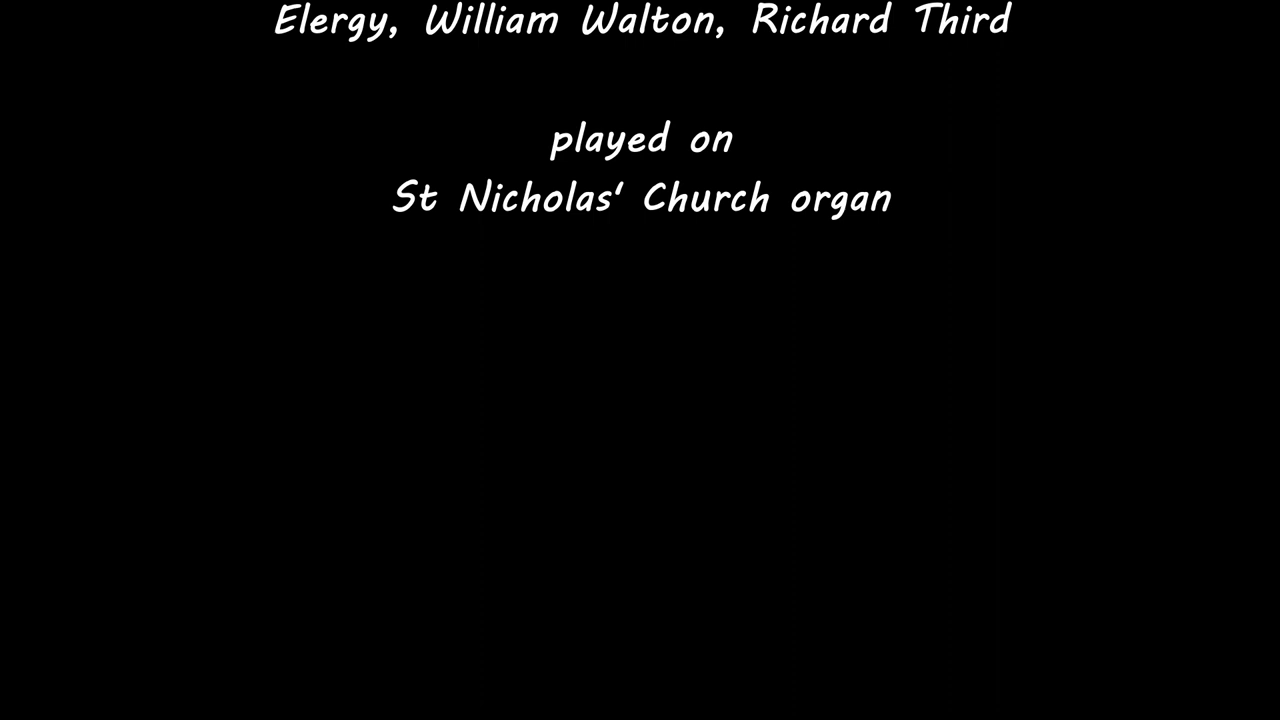 Elergy, William Walton, Richard Third
played on
St Nicholas' Church organ